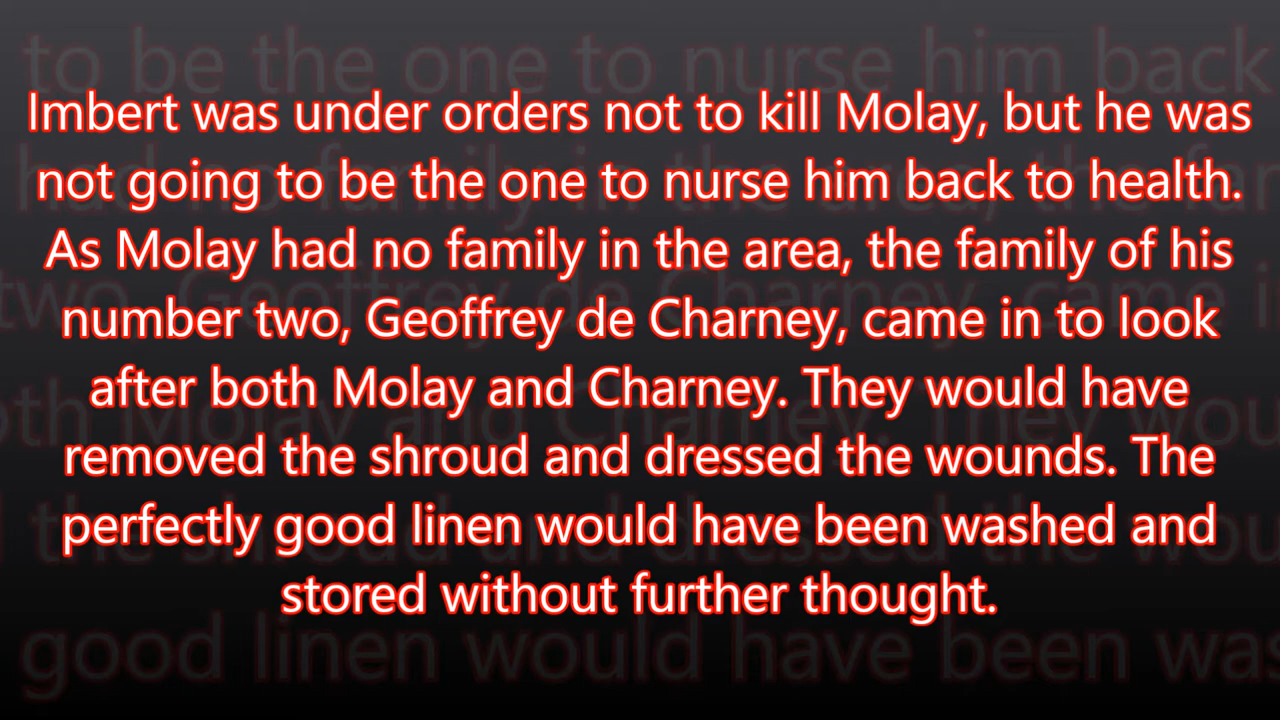 Imbert was under orders not to kill Molay, but he was
not going to be the one to nurse him back to health.
As Molay had no family in the area, the family of his
number two, Geoffrey de Charney, came in to look
after both Molay and Charney. They would have
removed the shroud and dressed the wounds. The
perfectly good linen would have been washed and
stored without further thought.